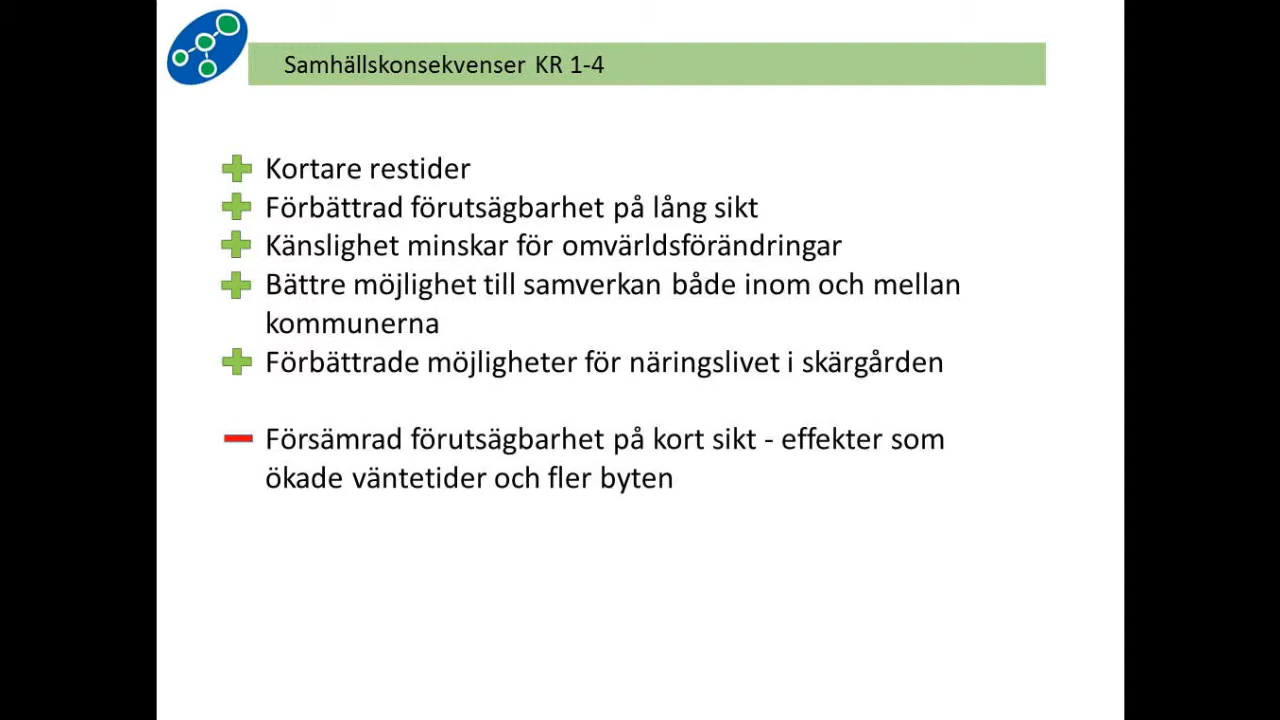 Samhällskonsekvenser KR 1-4
Kortare restider
Förbättrad förutsägbarhet på lång sikt
Känslighet minskar för omvärldsförändringar
Bättre möjlighet till samverkan både inom och mellan
kommunerna
Förbättrade möjligheter för näringslivet i skärgården
Försämrad förutsägbarhet på kort sikt - effekter som
ökade väntetider och fler byten